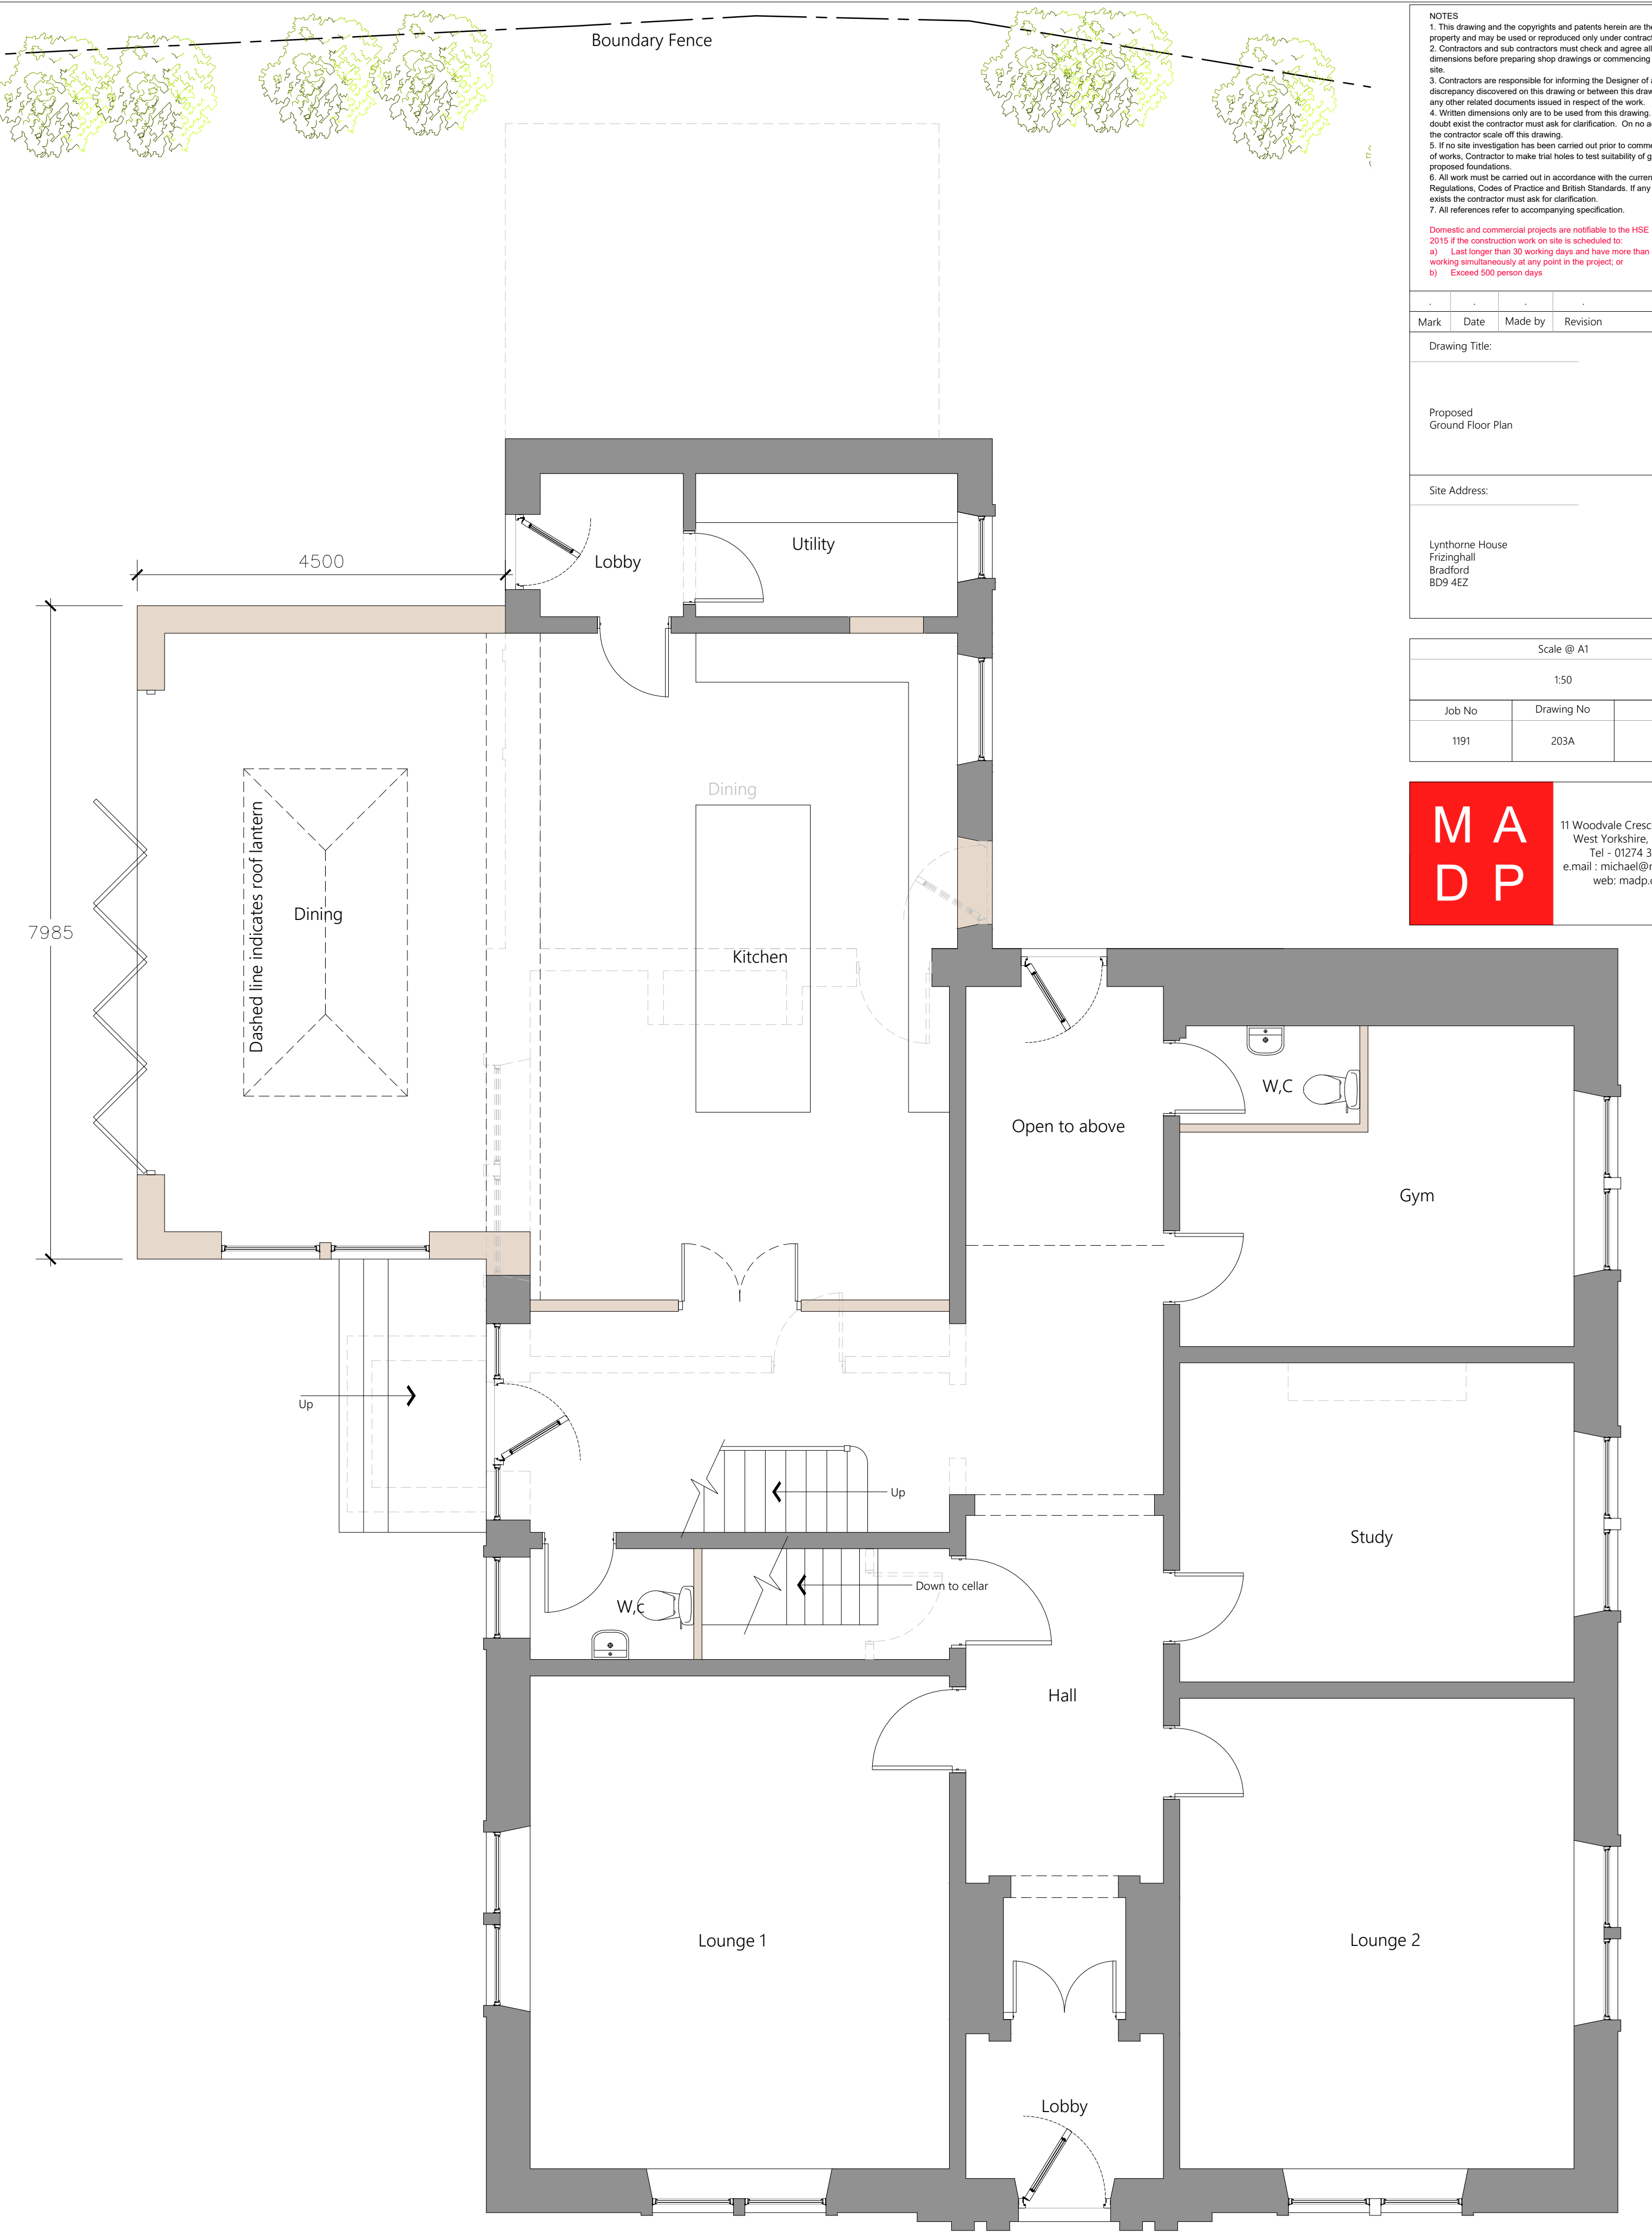 Boundary Fence
4500
7985
Lobby
Utility
Dining
Dashed line indicates roof lantern
Dining
Kitchen
Open to above
W,C
Gym
Up
Up
Study
W,c
Down to cellar
Hall
Lounge 1
Lounge 2
Lobby
NOTES
1. This drawing and the copyrights and patents herein are the
property and may be used or reproduced only under contract
2. Contractors and sub contractors must check and agree all
dimensions before preparing shop drawings or commencing
site.
3. Contractors are responsible for informing the Designer of
discrepancy discovered on this drawing or between this
any other related documents issued in respect of the work.
4. Written dimensions only are to be used from this drawing.
doubt exist the contractor must ask for clarification. On no
the contractor scale off this drawing.
5. If no site investigation has been carried out prior to
of works, Contractor to make trial holes to test suitability of
proposed foundations.
6. All work must be carried out in accordance with the
Regulations, Codes of Practice and British Standards. If any
exists the contractor must ask for clarification.
7. All references refer to accompanying specification.
Domestic and commercial projects are notifiable to the HSE
2015 if the construction work on site is scheduled to:
a) Last longer than 30 working days and have more than
working simultaneously at any point in the project; or
b) Exceed 500 person days
Mark Date Made by Revision
Drawing Title:
Proposed
Ground Floor Plan
Site Address:
Lynthorne House
Frizinghall
Bradford
BD9 4EZ
Scale @ A1
1:50
Job No Drawing No
1191 203A
M A
D P
11 Woodvale
West Yorkshire,
Tel - 01274 3
e.mail : michael@
web: madp.